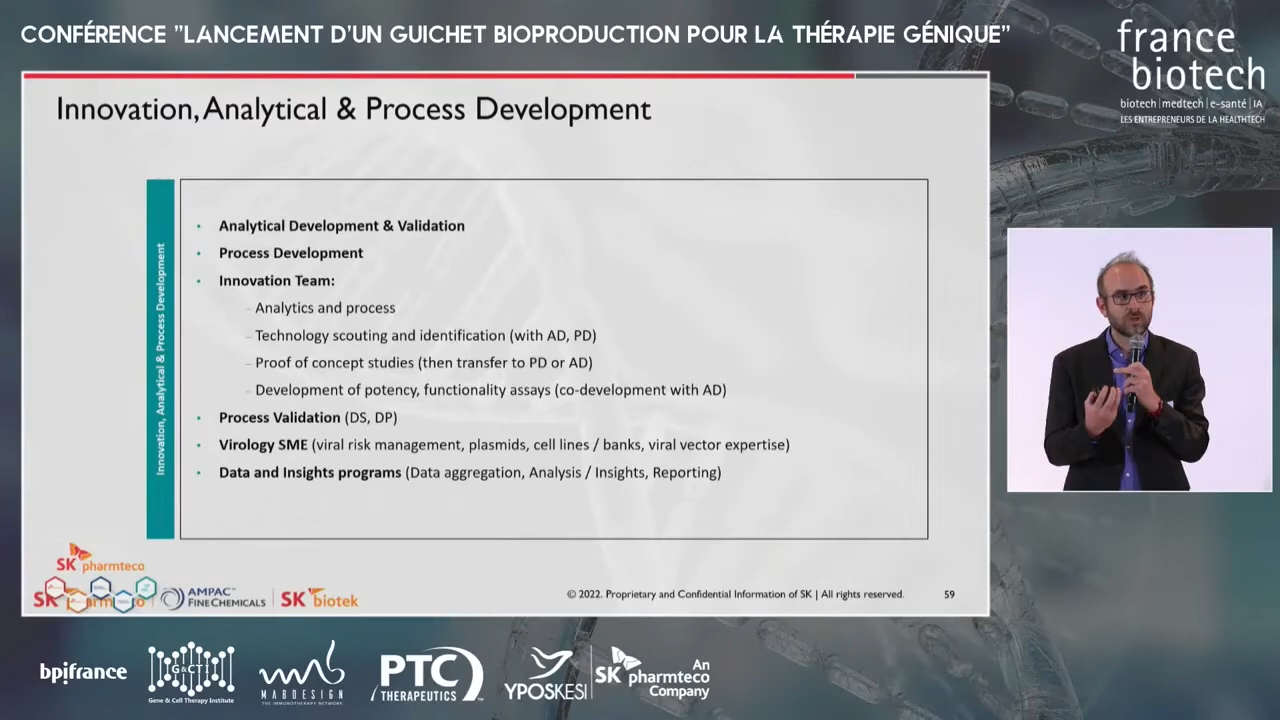 CONFÉRENCE "LANCEMENT D'UN GUICHET BIOPRODUCTION POUR LA THÉRAPIE GÉNIQUE"
france
biotech
biotech | medtech | e-santé | IA
LES ENTREPRENEURS DE LA HEALTHTECH
Innovation, Analytical & Process Development
Innovation, Analytical & Process Development
• Analytical Development & Validation
• Process Development
• Innovation Team:
– Analytics and process
– Technology scouting and identification (with AD, PD)
– Proof of concept studies (then transfer to PD or AD)
– Development of potency, functionality assays (co-development with AD)
• Process Validation (DS, DP)
• Virology SME (viral risk management, plasmids, cell lines / banks, viral vector expertise)
• Data and Insights programs (Data aggregation, Analysis / Insights, Reporting)
SK pharmteco
AMPAC
FINE CHEMICALS
SK biotek
© 2022. Proprietary and Confidential Information of SK | All rights reserved.
59
bpifrance
G&CTI
Gene & Cell Therapy Institute
MABDESIGN
THE IMMUNOTHERAPY NETWORK
PTC
THERAPEUTICS
YPOSKESI
SK pharmteco
An
Company